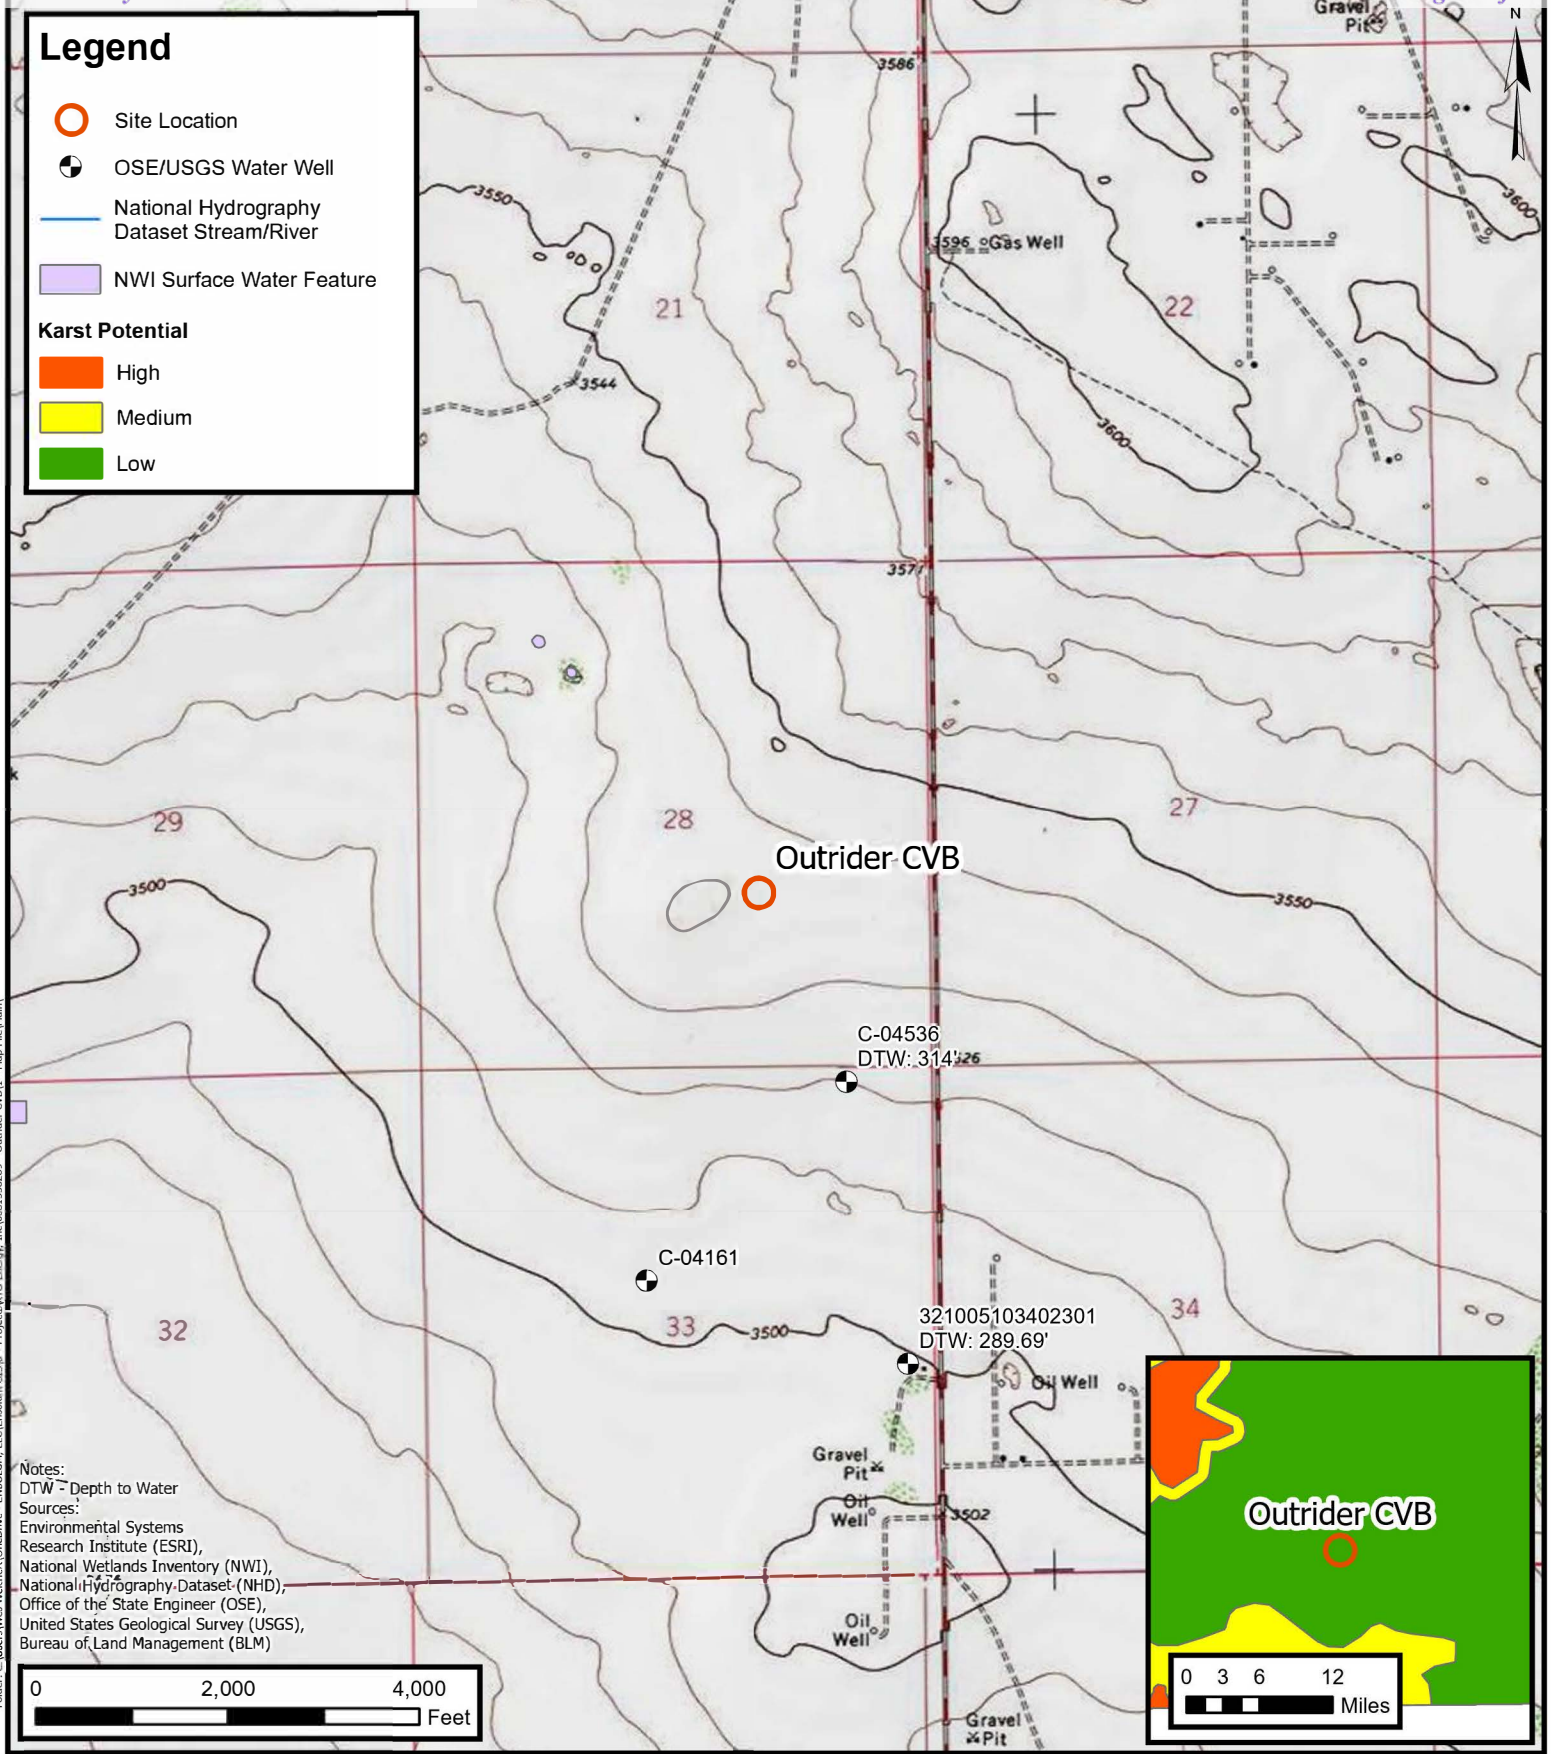 Legend
Site Location
OSE/USGS Water Well
National Hydrography
Dataset Stream/River
NWI Surface Water Feature
Karst Potential
High
Medium
Low
Gravel
Pit
N
3586
3550
3596
Gas Well
3600
21
22
3544
3600
3577
29
28
27
Outrider CVB
3500
3550
C-04536
DTW: 314'
C-04161
32
33
3500
34
321005103402301
DTW: 289.69'
Oil Well
Gravel
Pit
Oil
Well
3502
Oil
Well
Gravel
Pit
Notes:
DTW - Depth to Water
Sources:
Environmental Systems
Research Institute (ESRI),
National Wetlands Inventory (NWI),
National Hydrography Dataset (NHD),
Office of the State Engineer (OSE),
United States Geological Survey (USGS),
Bureau of Land Management (BLM)
0 2,000 4,000
Feet
Outrider CVB
0 3 6 12
Miles